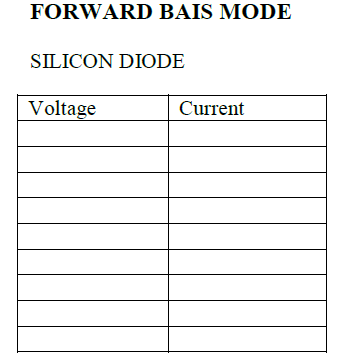 FORWARD BAIS MODE
SILICON DIODE
Voltage Current